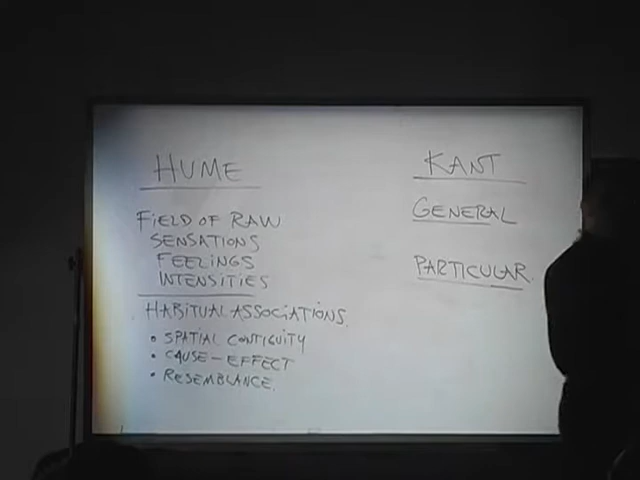 HUME
FIELD OF RAW
SENSATIONS
FEELINGS
INTENSITIES
HABITUAL ASSOCIATIONS.
• SPATIAL CONTIGUITY
• CAUSE-EFFECT
• RESEMBLANCE.
KANT
GENERAL
PARTICULAR.